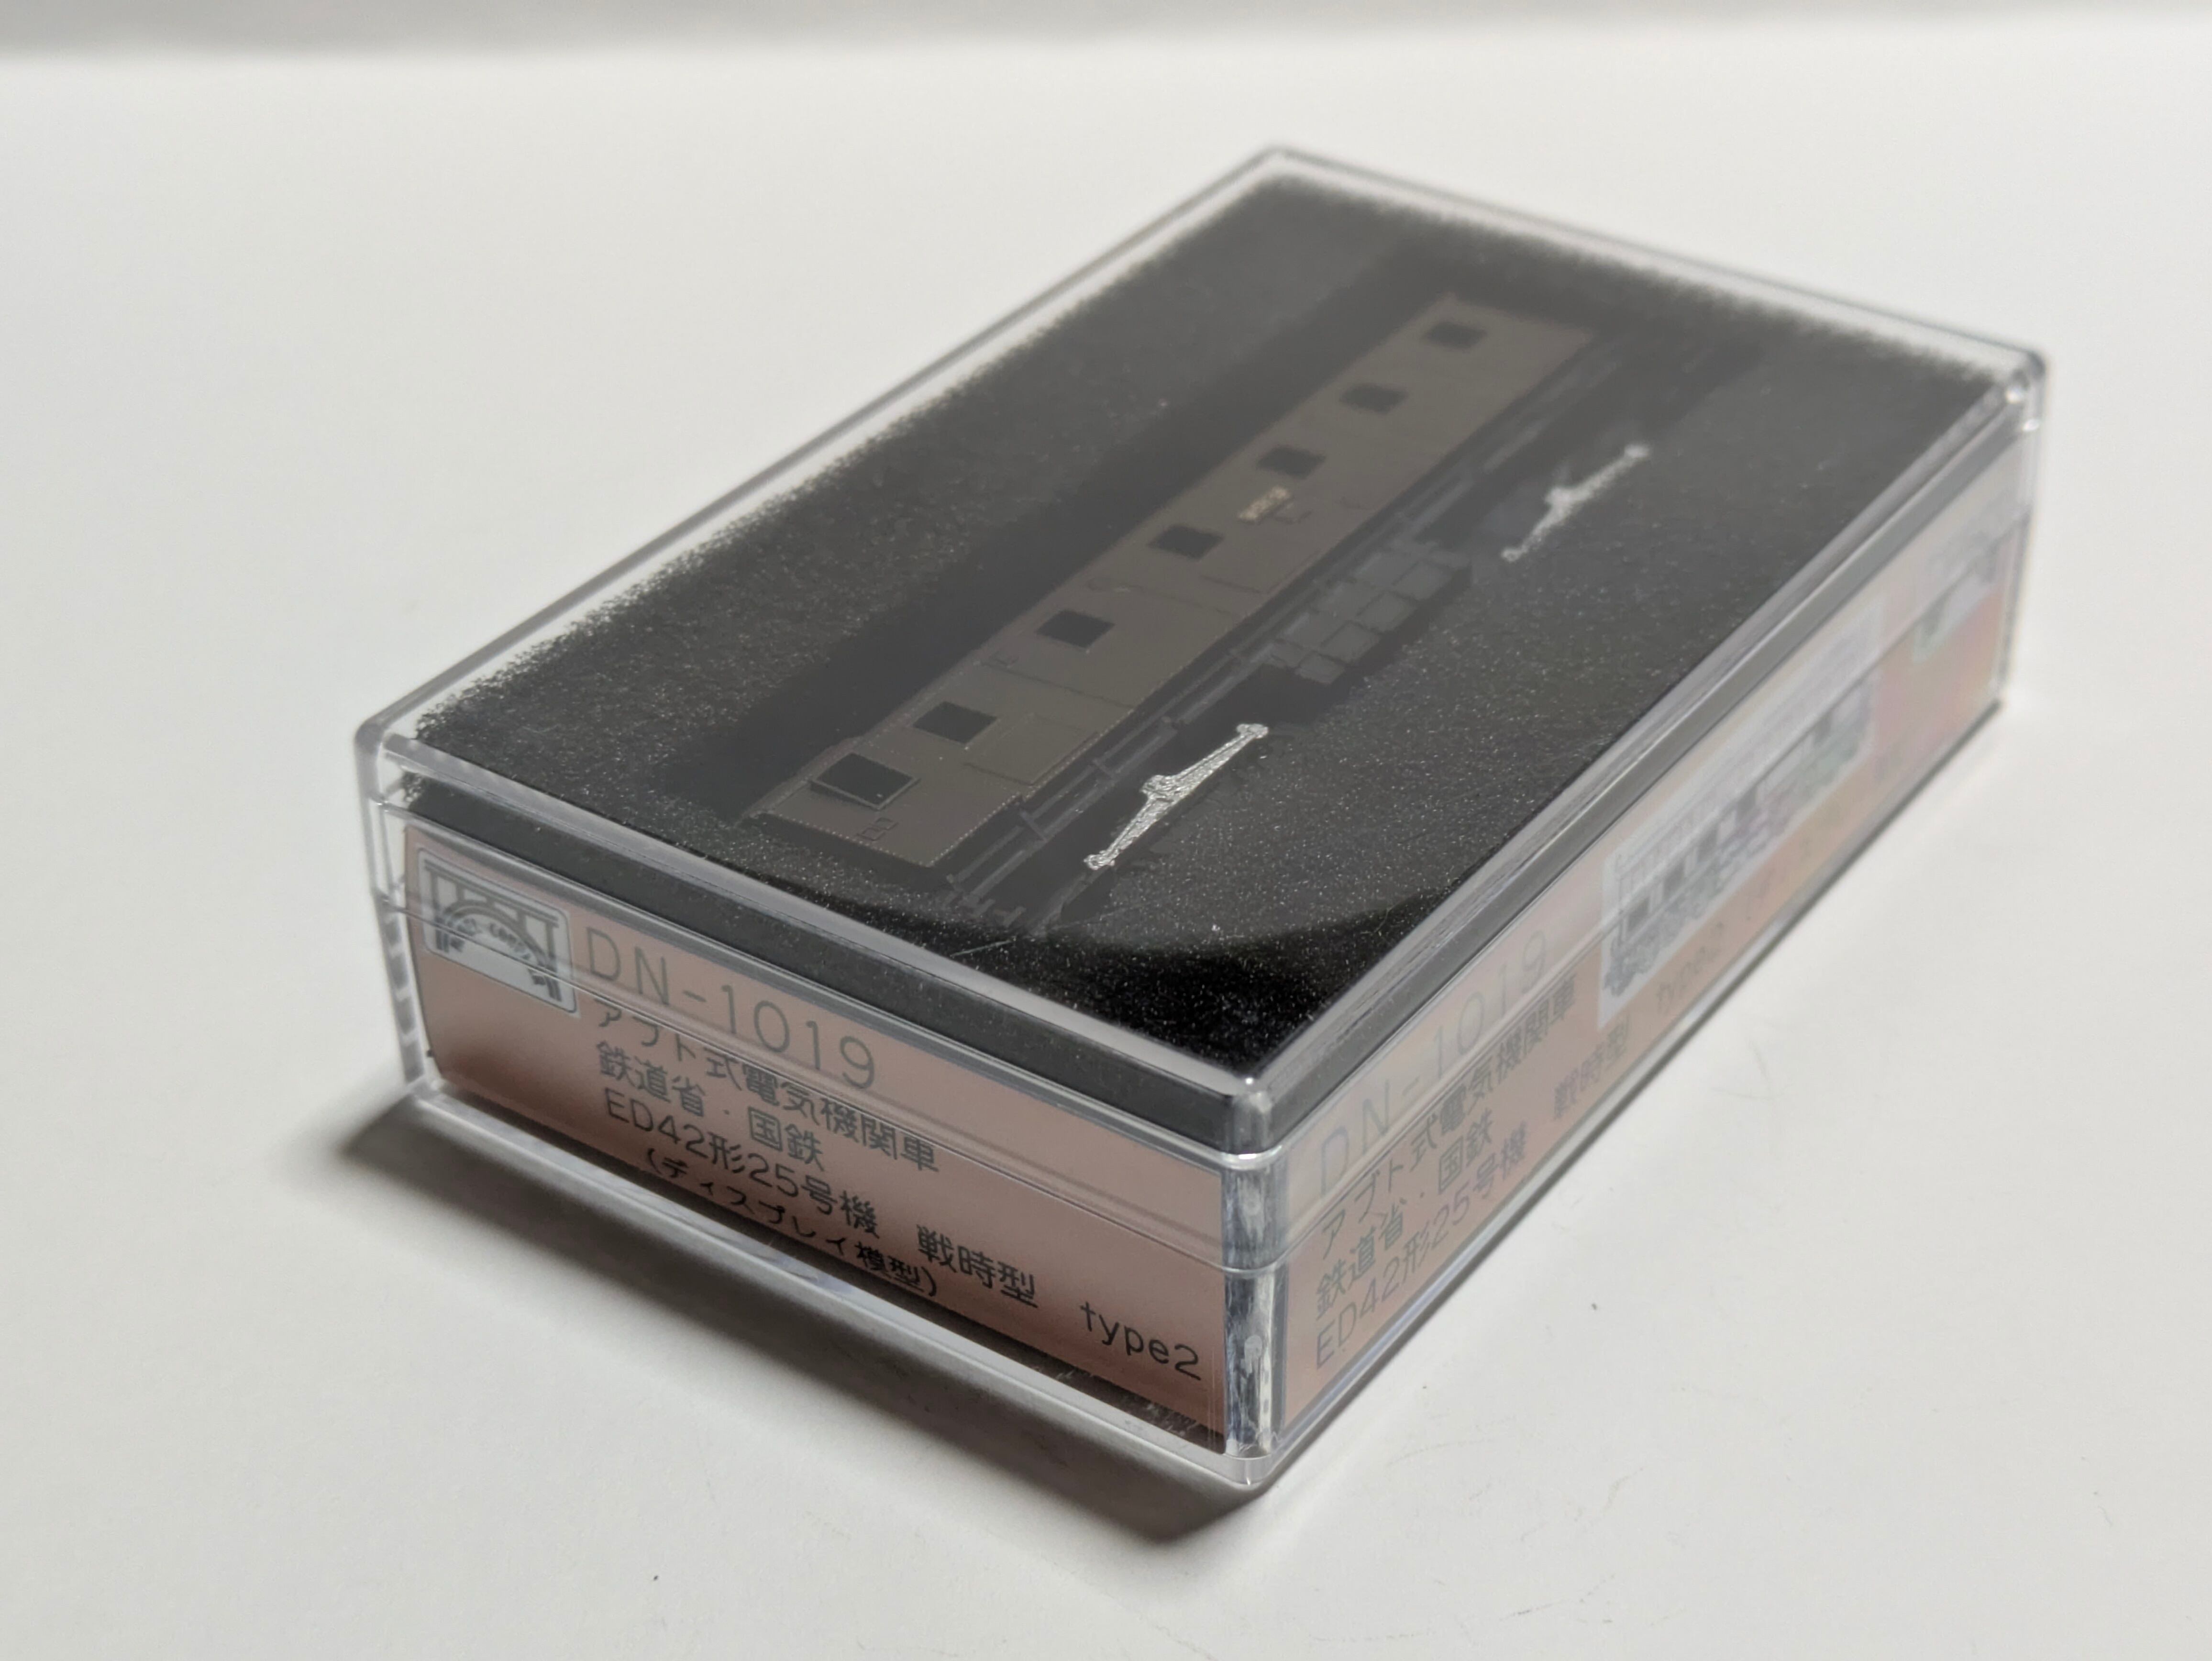 DN-1019
アプト式電気機関車
鉄道省・国鉄
ED42形25号機　戦時型　type2
(ディスプレイ模型)
DN-1019
アプト式電気機関車
鉄道省・国鉄
ED42形25号機　戦時型　type2